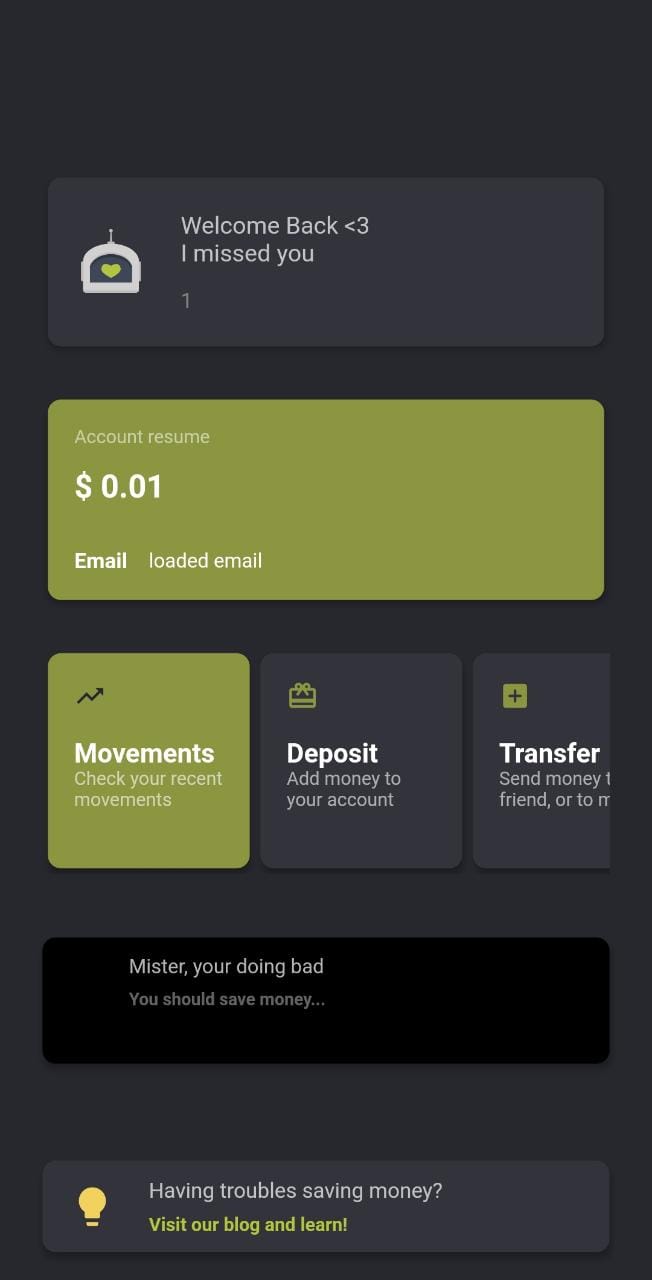 Welcome Back <3
I missed you
1
Account resume
$ 0.01
Email loaded email
Movements
Check your recent
movements
Deposit
Add money to
your account
Transfer
Send money t
friend, or to m
Mister, your doing bad
You should save money...
Having troubles saving money?
Visit our blog and learn!